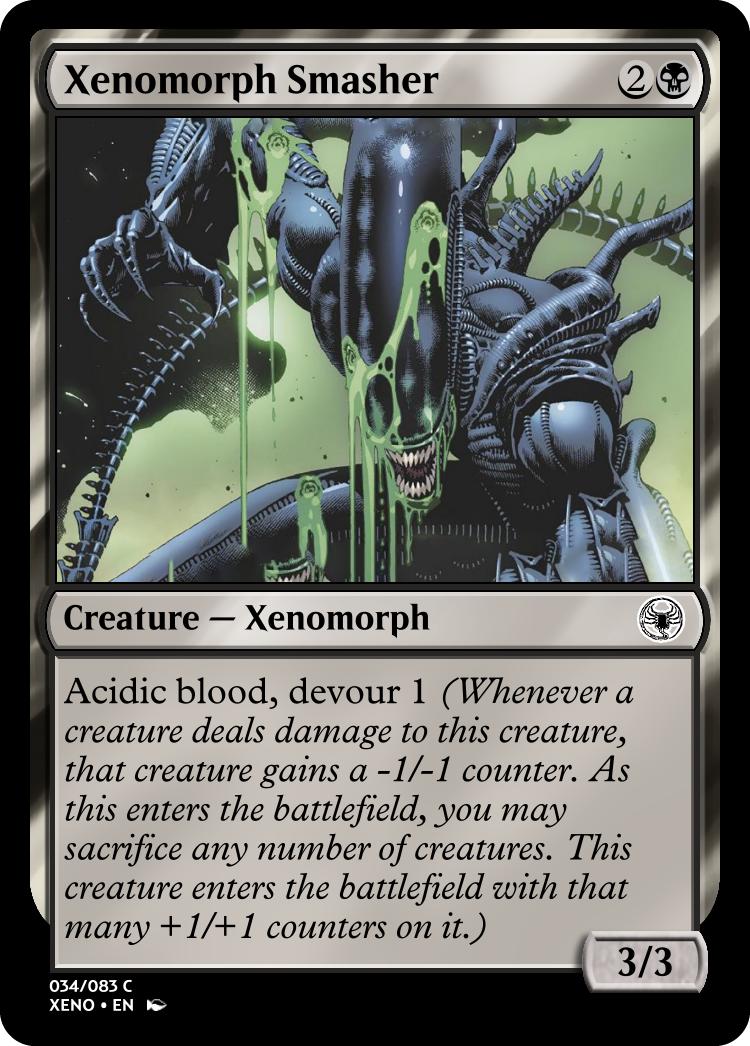 Xenomorph Smasher 2
Creature — Xenomorph
Acidic blood, devour 1 (Whenever a
creature deals damage to this creature,
that creature gains a -1/-1 counter. As
this enters the battlefield, you may
sacrifice any number of creatures. This
creature enters the battlefield with that
many +1/+1 counters on it.)
3/3
034/083 C
XENO • EN